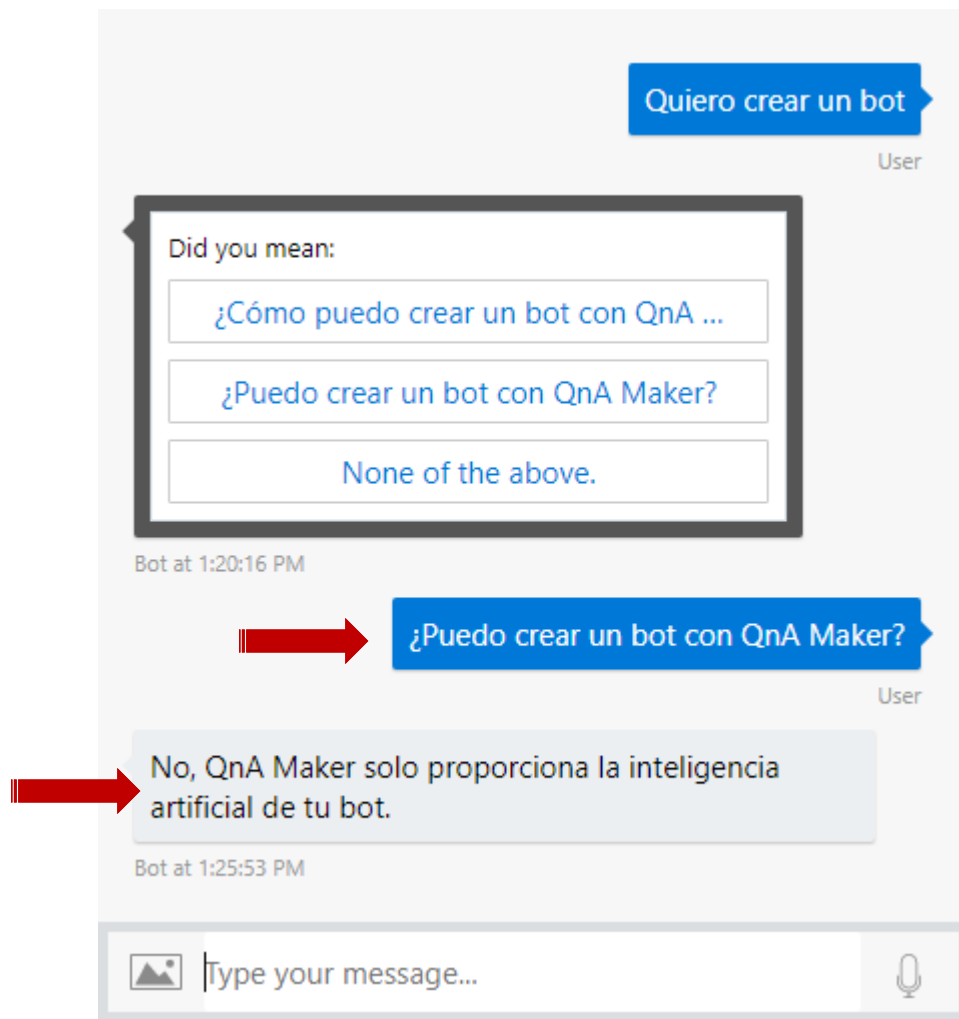 Quiero crear un bot
User
Did you mean:
¿Cómo puedo crear un bot con QnA ...
¿Puedo crear un bot con QnA Maker?
None of the above.
Bot at 1:20:16 PM
¿Puedo crear un bot con QnA Maker?
User
No, QnA Maker solo proporciona la inteligencia
artificial de tu bot.
Bot at 1:25:53 PM
Type your message...